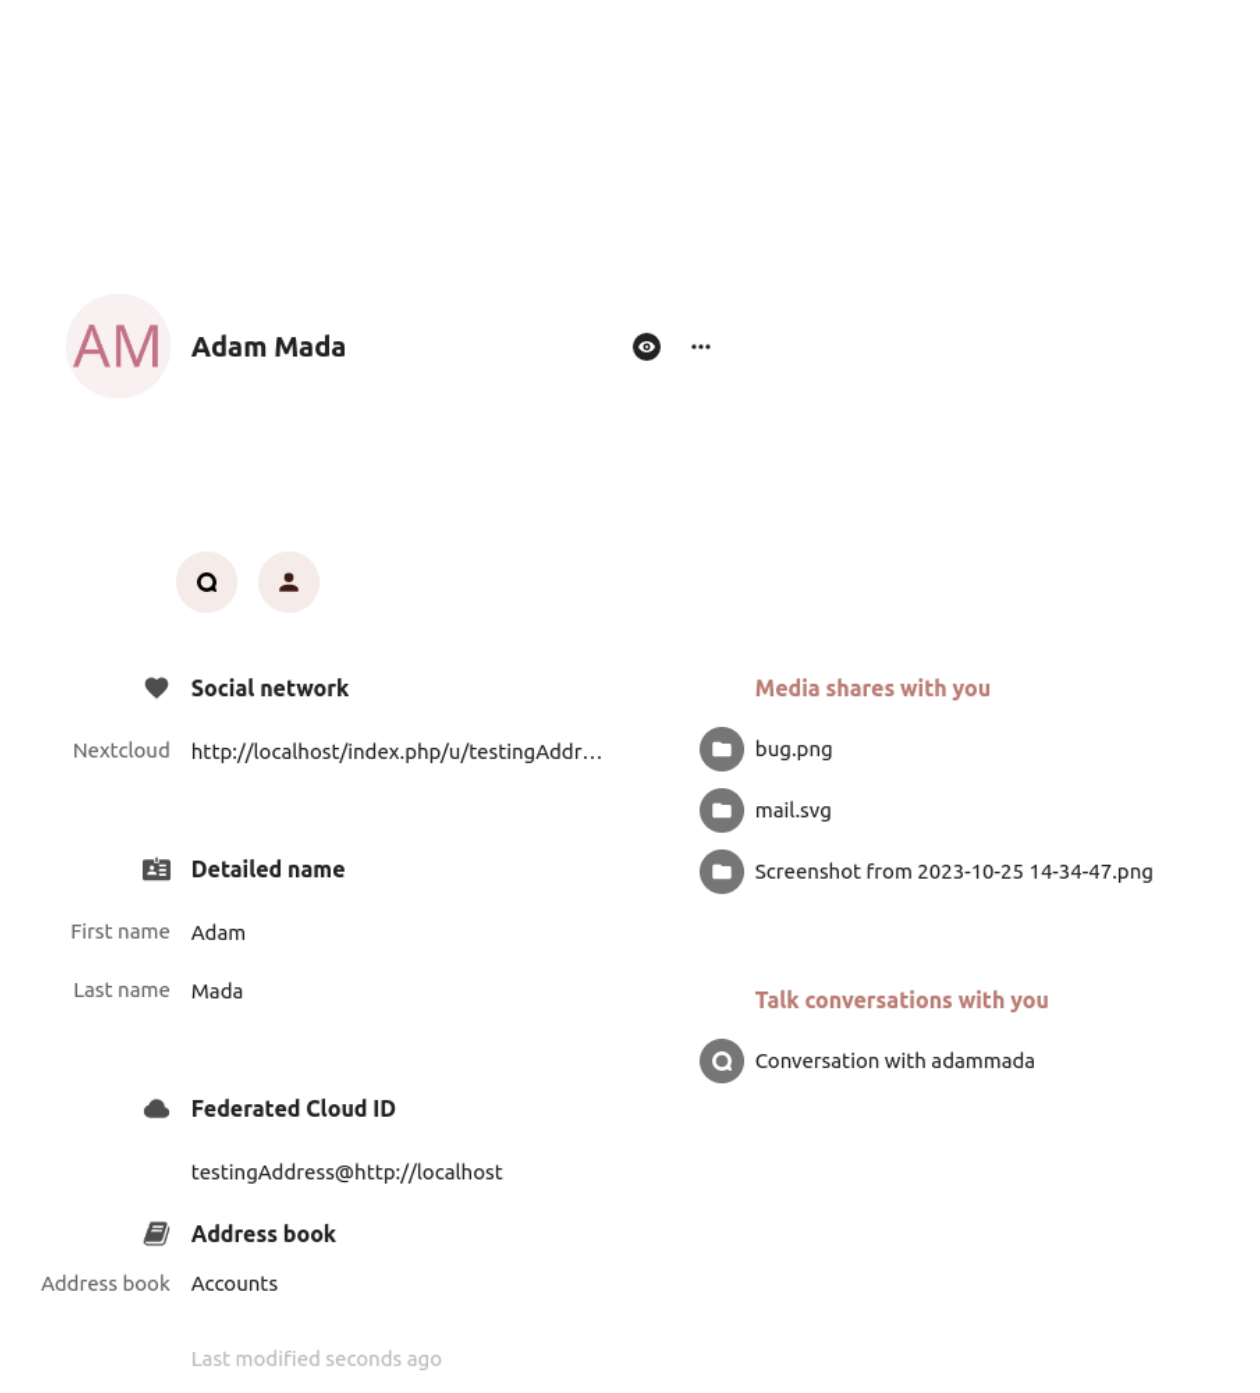 AM
Adam Mada
Social network
Nextcloud http://localhost/index.php/u/testingAddr…
Detailed name
First name Adam
Last name Mada
Federated Cloud ID
testingAddress@http://localhost
Address book
Address book Accounts
Last modified seconds ago
Media shares with you
bug.png
mail.svg
Screenshot from 2023-10-25 14-34-47.png
Talk conversations with you
Conversation with adammada